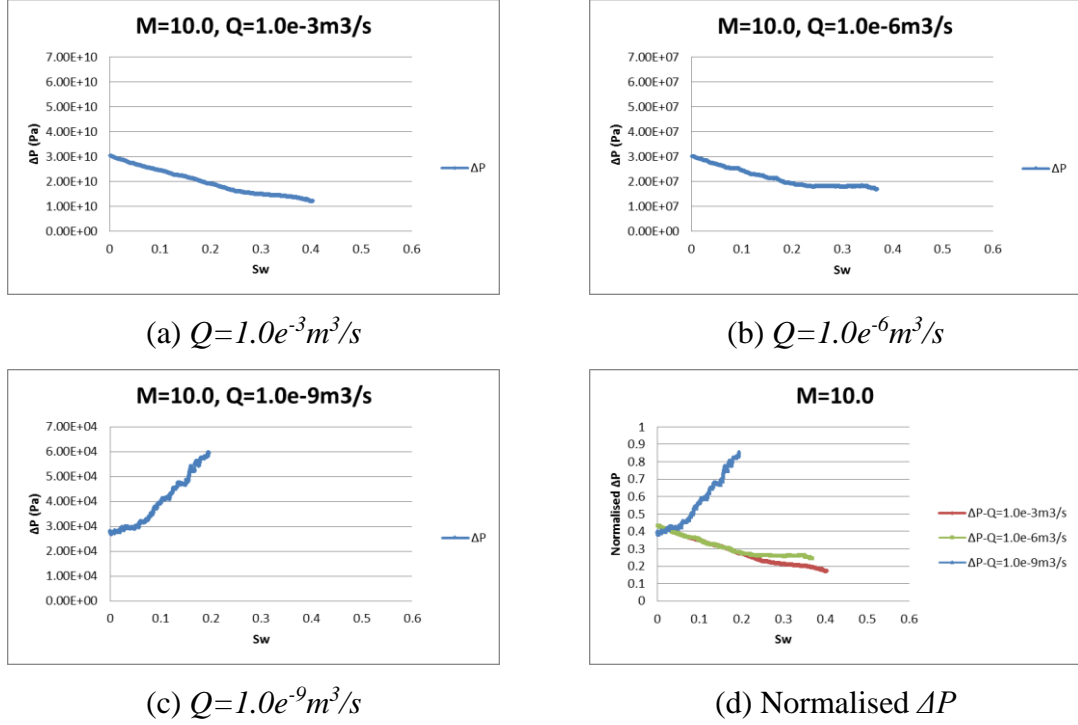 M=10.0, Q=1.0e-3m3/s
7.00E+10
6.00E+10
5.00E+10
4.00E+10
3.00E+10
2.00E+10
1.00E+10
0.00E+00
ΔP (Pa)
0 0.1 0.2 0.3 0.4 0.5 0.6
Sw
ΔP
(a) Q=1.0e-3m3/s
M=10.0, Q=1.0e-6m3/s
7.00E+07
6.00E+07
5.00E+07
4.00E+07
3.00E+07
2.00E+07
1.00E+07
0.00E+00
ΔP (Pa)
0 0.1 0.2 0.3 0.4 0.5 0.6
Sw
ΔP
(b) Q=1.0e-6m3/s
M=10.0, Q=1.0e-9m3/s
7.00E+04
6.00E+04
5.00E+04
4.00E+04
3.00E+04
2.00E+04
1.00E+04
0.00E+00
ΔP (Pa)
0 0.1 0.2 0.3 0.4 0.5 0.6
Sw
ΔP
(c) Q=1.0e-9m3/s
M=10.0
1
0.9
0.8
0.7
0.6
0.5
0.4
0.3
0.2
0.1
0
Normalised ΔP
0 0.1 0.2 0.3 0.4 0.5 0.6
Sw
ΔP-Q=1.0e-3m3/s
ΔP-Q=1.0e-6m3/s
ΔP-Q=1.0e-9m3/s
(d) Normalised ΔP